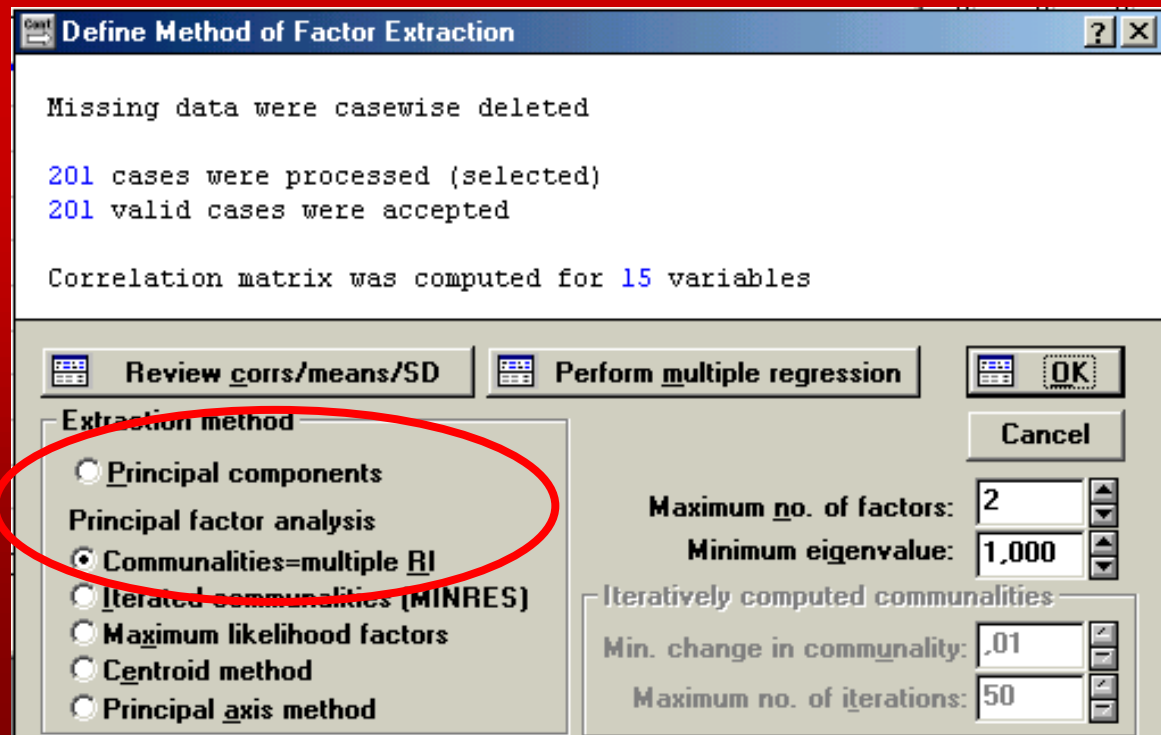 Define Method of Factor Extraction
Missing data were casewise deleted
201 cases were processed (selected)
201 valid cases were accepted
Correlation matrix was computed for 15 variables
Review corrs/means/SD
Perform multiple regression
OK
Cancel
Extraction method
Principal components
Principal factor analysis
Communalities=multiple RI
Iterated communalities (MINRES)
Maximum likelihood factors
Centroid method
Principal axis method
Maximum no. of factors: 2
Minimum eigenvalue: 1,000
Iteratively computed communalities
Min. change in communality: ,01
Maximum no. of iterations: 50